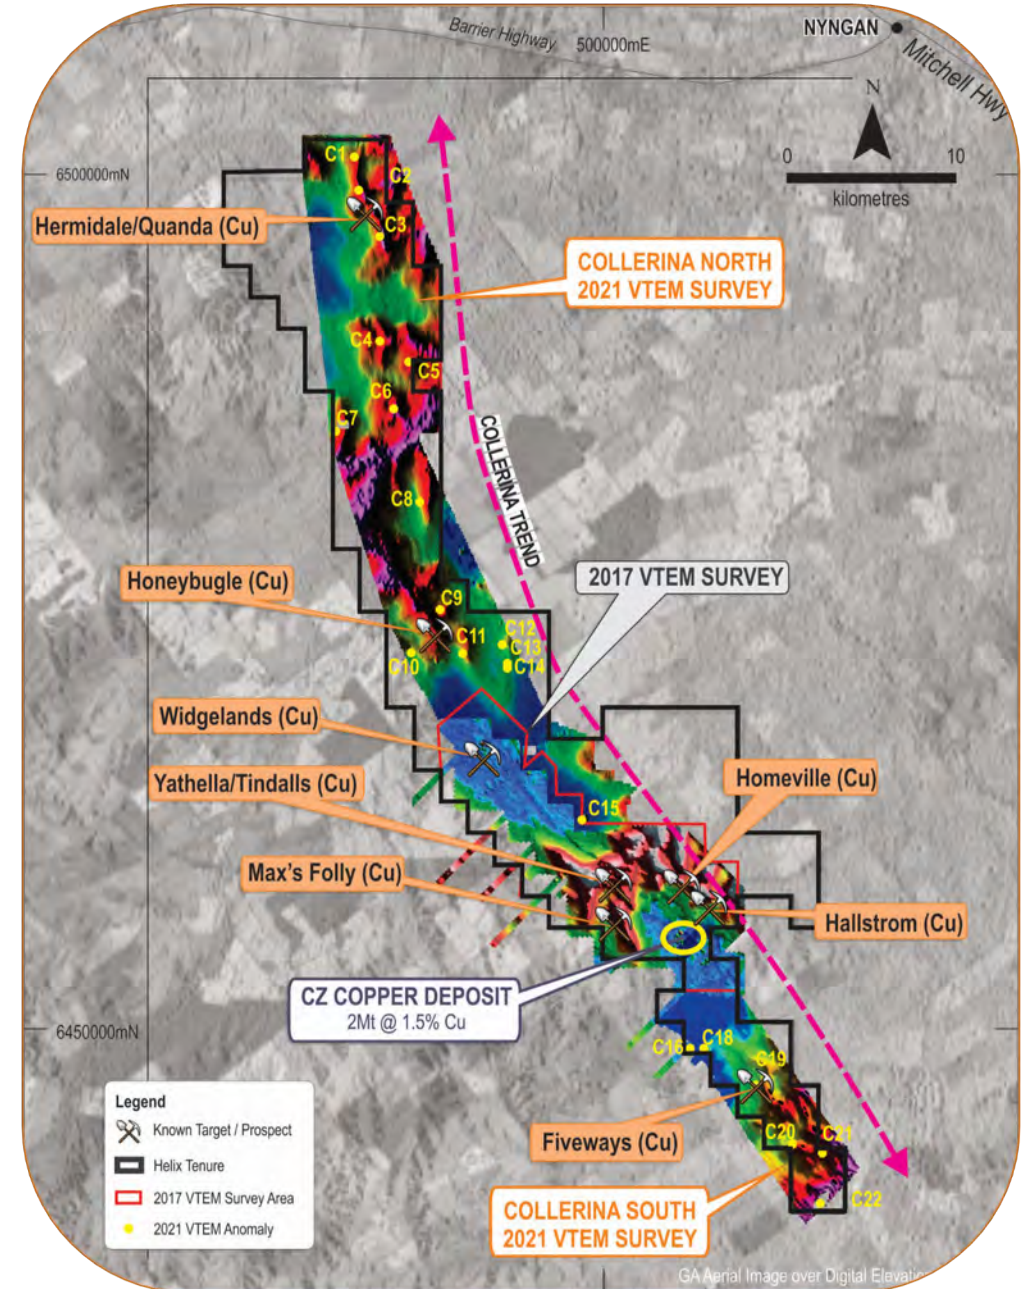 Barrier Highway
500000mE
NYNGAN
Mitchell Hwy
N
0 10
kilometres
6500000mN
C1
C2
Hermidale/Quanda (Cu)
C3
COLLERINA NORTH
2021 VTEM SURVEY
C4
C5
C6
C7
COLLERINA TREND
C8
2017 VTEM SURVEY
Honeybugle (Cu)
C9
C10
C11
C12
C13
C14
Widgelands (Cu)
Yathella/Tindalls (Cu)
Homeville (Cu)
C15
Max's Folly (Cu)
Hallstrom (Cu)
CZ COPPER DEPOSIT
2Mt @ 1.5% Cu
6450000mN
C16
C18
C19
Legend
Known Target / Prospect
Helix Tenure
2017 VTEM Survey Area
2021 VTEM Anomaly
Fiveways (Cu)
C20
C21
C22
COLLERINA SOUTH
2021 VTEM SURVEY
GA Aerial Image over Digital